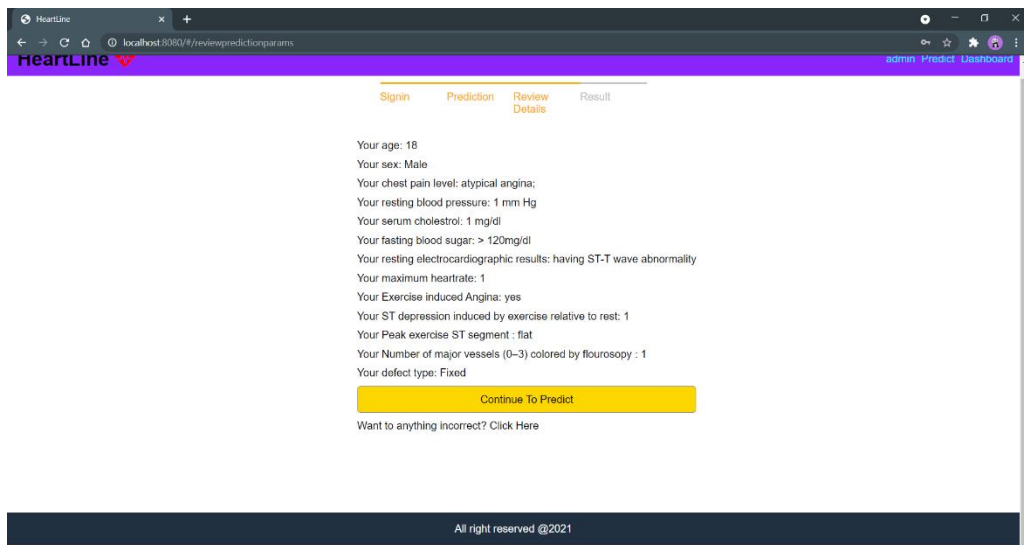 HeartLine
localhost:8080/#/reviewpredictionparams
HeartLine
admin Predict Dashboard
Signin Prediction Review Details Result
Your age: 18
Your sex: Male
Your chest pain level: atypical angina;
Your resting blood pressure: 1 mm Hg
Your serum cholestrol: 1 mg/dl
Your fasting blood sugar: > 120mg/dl
Your resting electrocardiographic results: having ST-T wave abnormality
Your maximum heartrate: 1
Your Exercise induced Angina: yes
Your ST depression induced by exercise relative to rest: 1
Your Peak exercise ST segment : flat
Your Number of major vessels (0–3) colored by flourosopy : 1
Your defect type: Fixed
Continue To Predict
Want to anything incorrect? Click Here
All right reserved @2021